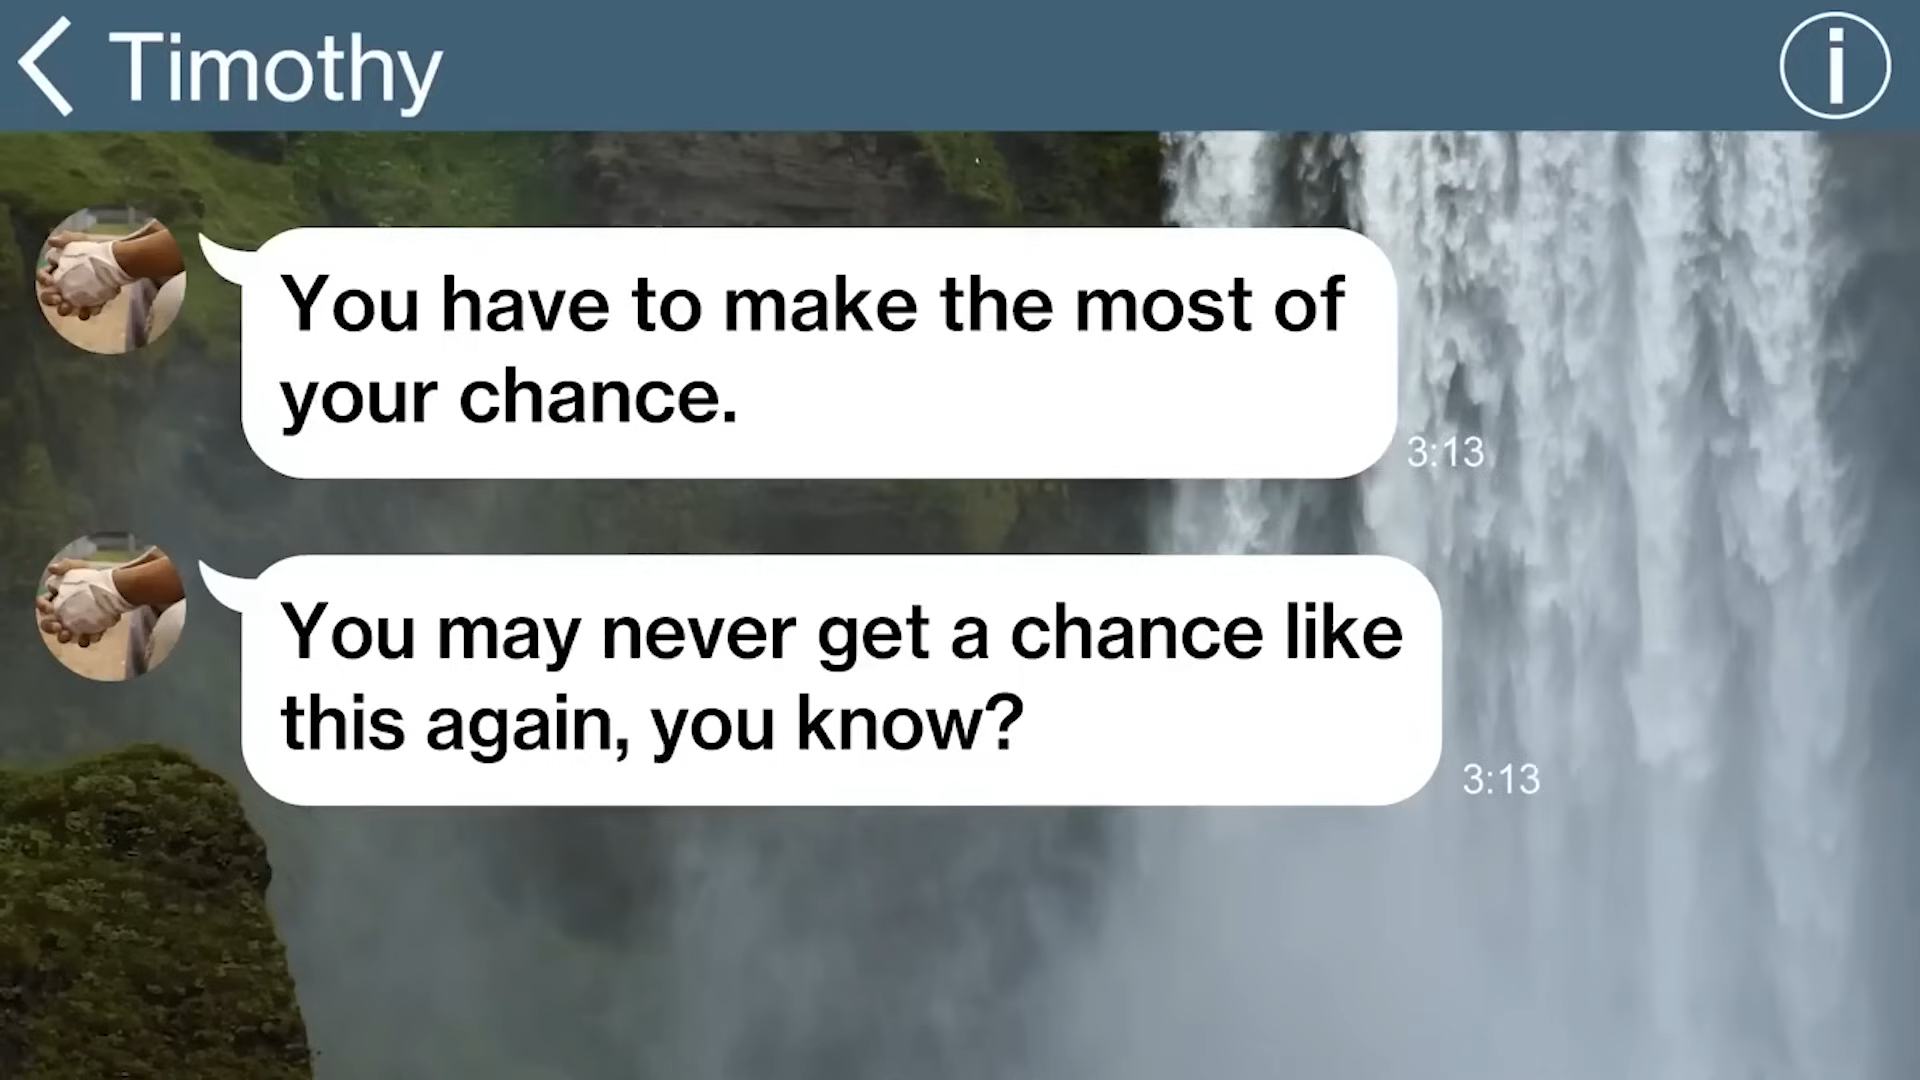 Timothy
You have to make the most of
your chance.
3:13
You may never get a chance like
this again, you know?
3:13